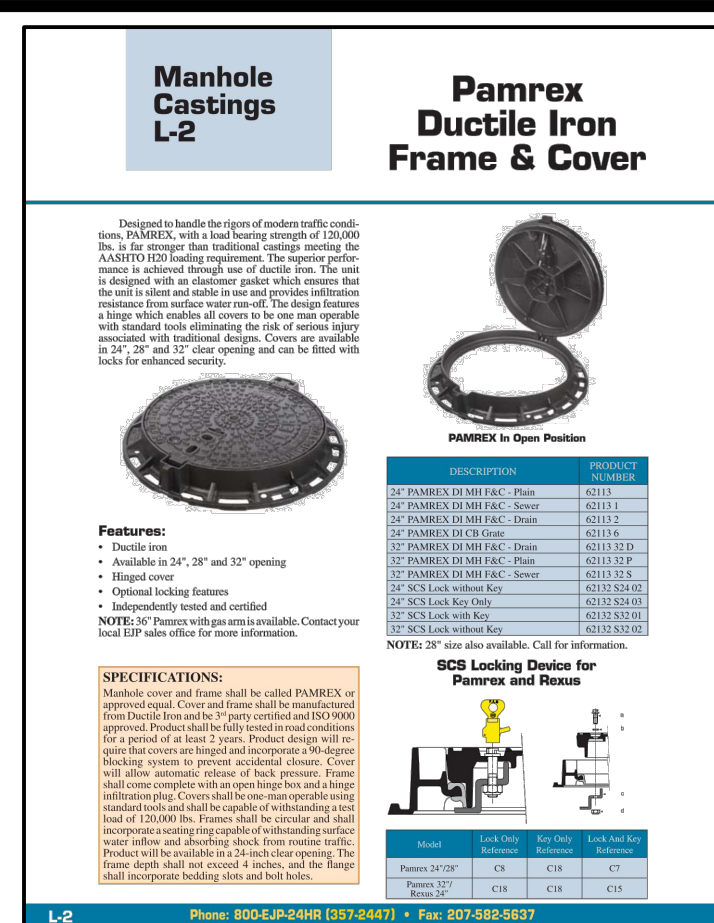 Manhole
Castings
L-2
Pamrex
Ductile Iron
Frame & Cover
Designed to handle the rigors of modern traffic condi-
tions, PAMREX, with a load bearing strength of 120,000
lbs. is far stronger than traditional castings meeting the
AASHTO H20 loading requirement. The superior perfor-
mance is achieved through use of ductile iron. The unit
is designed with an elastomer gasket which ensures that
the unit is silent and stable in use and provides infiltration
resistance from surface water run-off. The design features
a hinge which enables all covers to be one man operable
with standard tools eliminating the risk of serious injury
associated with traditional designs. Covers are available
in 24", 28" and 32" clear opening and can be fitted with
locks for enhanced security.
Features:
• Ductile iron
• Available in 24", 28" and 32" opening
• Hinged cover
• Optional locking features
• Independently tested and certified
NOTE: 36" Pamrex with gas arm is available. Contact your
local EJP sales office for more information.
SPECIFICATIONS:
Manhole cover and frame shall be called PAMREX or
approved equal. Cover and frame shall be manufactured
from Ductile Iron and be 3rd party certified and ISO 9000
approved. Product shall be fully tested in road conditions
for a period of at least 2 years. Product design will re-
quire that covers are hinged and incorporate a 90-degree
blocking system to prevent accidental closure. Cover
will allow automatic release of back pressure. Frame
shall come complete with an open hinge box and a hinge
infiltration plug. Covers shall be one-man operable using
standard tools and shall be capable of withstanding a test
load of 120,000 lbs. Frames shall be circular and shall
incorporate a seating ring capable of withstanding surface
water inflow and absorbing shock from routine traffic.
Product will be available in a 24-inch clear opening. The
frame depth shall not exceed 4 inches, and the flange
shall incorporate bedding slots and bolt holes.
PAMREX In Open Position
DESCRIPTION PRODUCT NUMBER
24" PAMREX DI MH F&C - Plain 62113
24" PAMREX DI MH F&C - Sewer 62113 1
24" PAMREX DI MH F&C - Drain 62113 2
24" PAMREX DI CB Grate 62113 6
32" PAMREX DI MH F&C - Drain 62113 32 D
32" PAMREX DI MH F&C - Plain 62113 32 P
32" PAMREX DI MH F&C - Sewer 62113 32 S
24" SCS Lock without Key 62132 S24 02
24" SCS Lock Key Only 62132 S24 03
32" SCS Lock with Key 62132 S32 01
32" SCS Lock without Key 62132 S32 02
NOTE: 28" size also available. Call for information.
SCS Locking Device for
Pamrex and Rexus
a
b
c
d
Model Lock Only Reference Key Only Reference Lock And Key Reference
Pamrex 24"/28" C8 C18 C7
Pamrex 32"/ Rexus 24" C18 C18 C15
L-2 Phone: 800-EJP-24HR (357-2447) • Fax: 207-582-5637